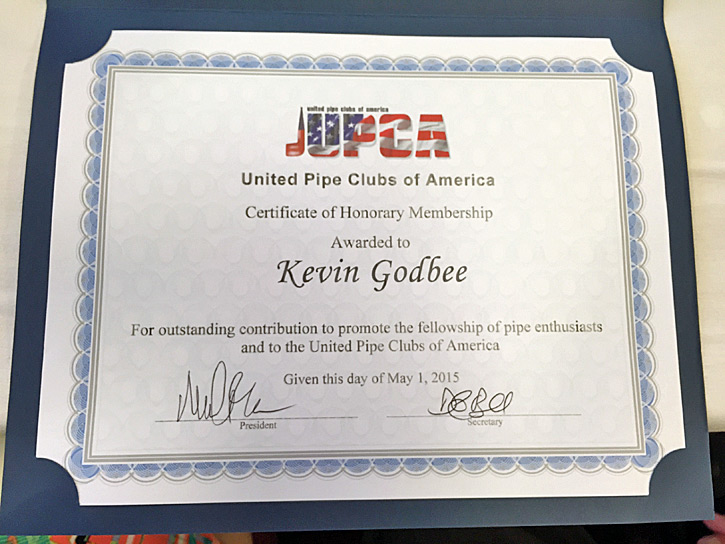 united pipe clubs of america
UPCA
United Pipe Clubs of America
Certificate of Honorary Membership
Awarded to
Kevin Godbee
For outstanding contribution to promote the fellowship of pipe enthusiasts
and to the United Pipe Clubs of America
Given this day of May 1, 2015
President
Secretary